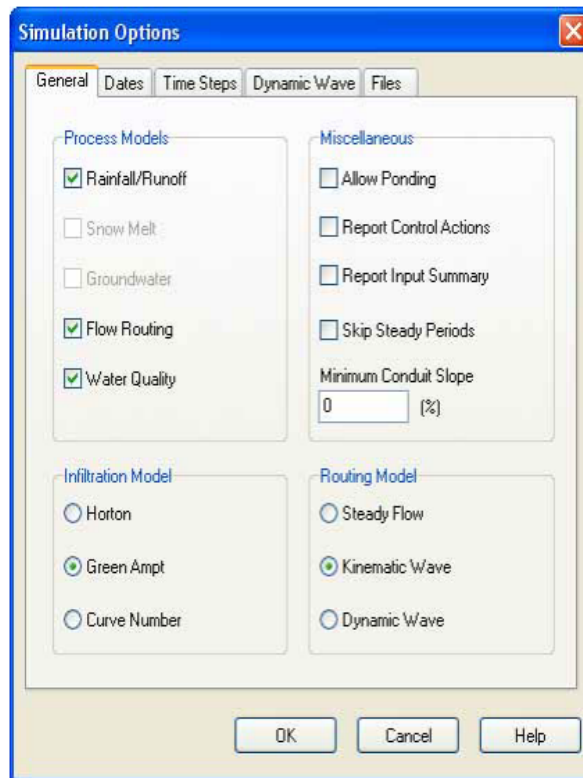 Simulation Options
General Dates Time Steps Dynamic Wave Files
Process Models
Rainfall/Runoff
Snow Melt
Groundwater
Flow Routing
Water Quality
Miscellaneous
Allow Ponding
Report Control Actions
Report Input Summary
Skip Steady Periods
Minimum Conduit Slope
0 (%)
Infiltration Model
Horton
Green Ampt
Curve Number
Routing Model
Steady Flow
Kinematic Wave
Dynamic Wave
OK Cancel Help